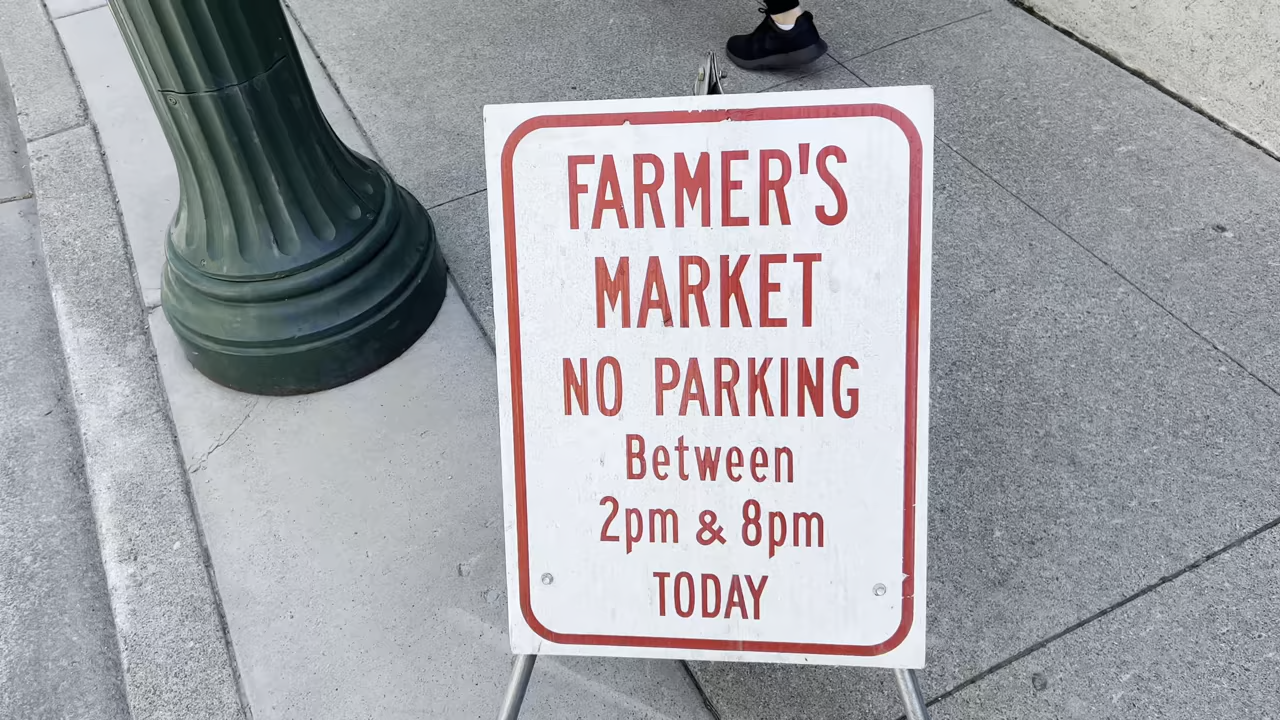 FARMER'S
MARKET
NO PARKING
Between
2pm & 8pm
TODAY